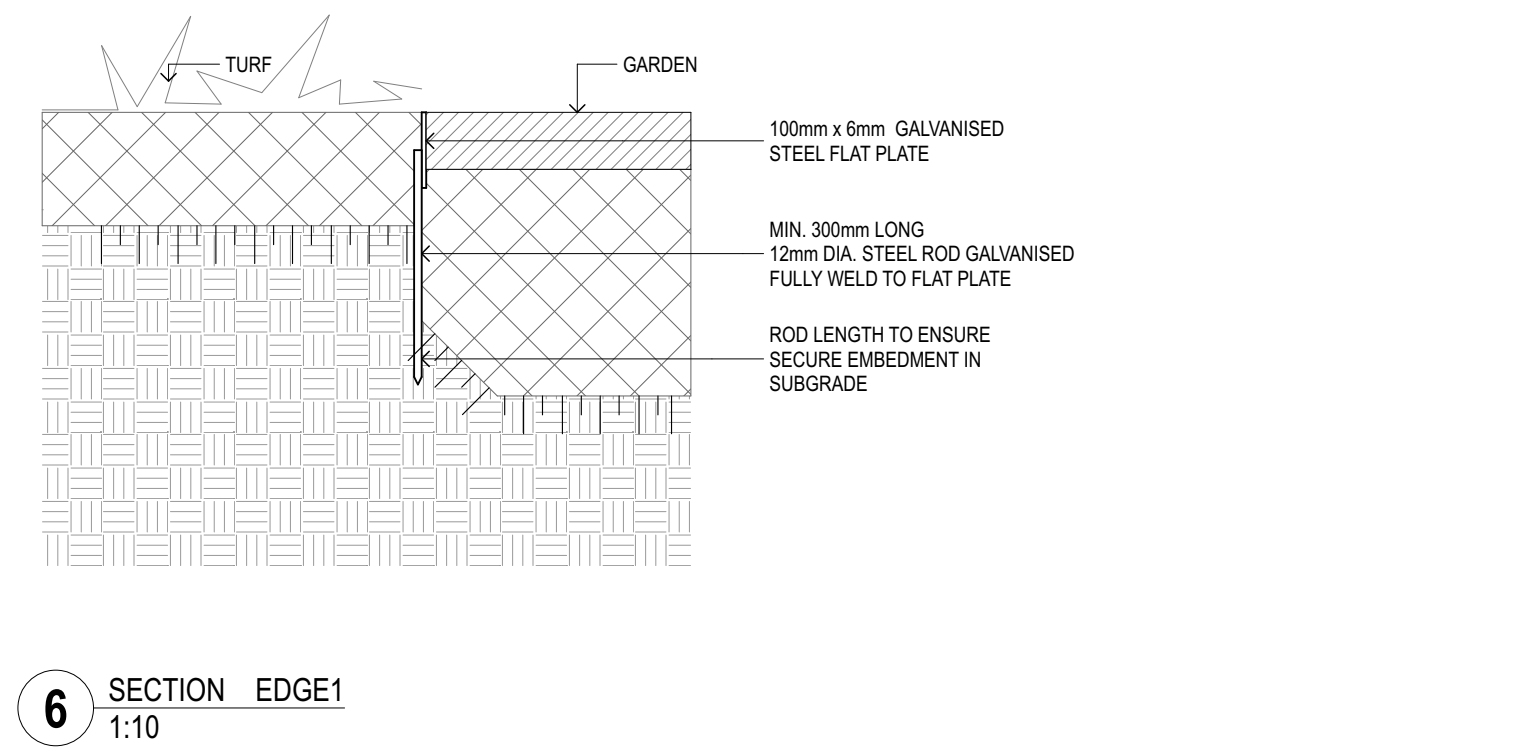 TURF
GARDEN
100mm x 6mm GALVANISED
STEEL FLAT PLATE
MIN. 300mm LONG
12mm DIA. STEEL ROD GALVANISED
FULLY WELD TO FLAT PLATE
ROD LENGTH TO ENSURE
SECURE EMBEDMENT IN
SUBGRADE
6
SECTION EDGE1
1:10